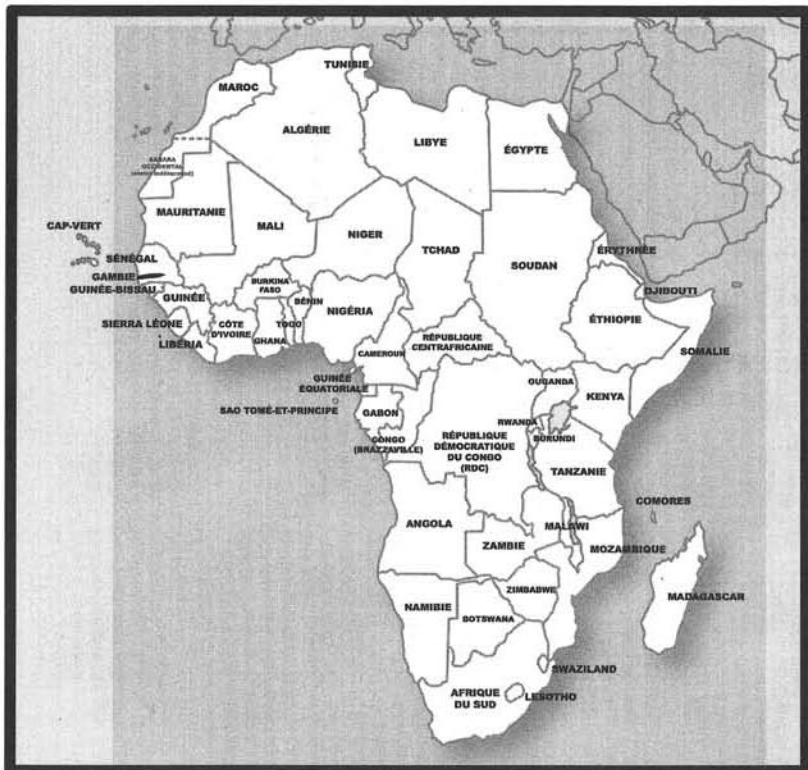 TUNISIE
MAROC
ALGÉRIE
LIBYE
ÉGYPTE
SAHARA
OCCIDENTAL
MAURITANIE
MALI
NIGER
TCHAD
SOUDAN
ÉRYTHRÉE
CAP-VERT
SÉNÉGAL
GAMBIE
GUINÉE-BISSAU
GUINÉE
BURKINA
FASO
BÉNIN
NIGÉRIA
DJIBOUTI
ÉTHIOPIE
SIERRA LÉONE
LIBÉRIA
CÔTE
D'IVOIRE
GHANA
TOGO
CAMEROUN
RÉPUBLIQUE
CENTRAFRICAINE
SOMALIE
GUINÉE
ÉQUATORIALE
SAO TOMÉ-ET-PRINCIPE
GABON
CONGO
(BRAZZAVILLE)
RÉPUBLIQUE
DÉMOCRATIQUE
DU CONGO
(RDC)
OUGANDA
KENYA
RWANDA
BURUNDI
TANZANIE
COMORES
ANGOLA
MALAWI
ZAMBIE
MOZAMBIQUE
MADAGASCAR
ZIMBABWE
NAMIBIE
BOTSWANA
SWAZILAND
AFRIQUE
DU SUD
LESOTHO